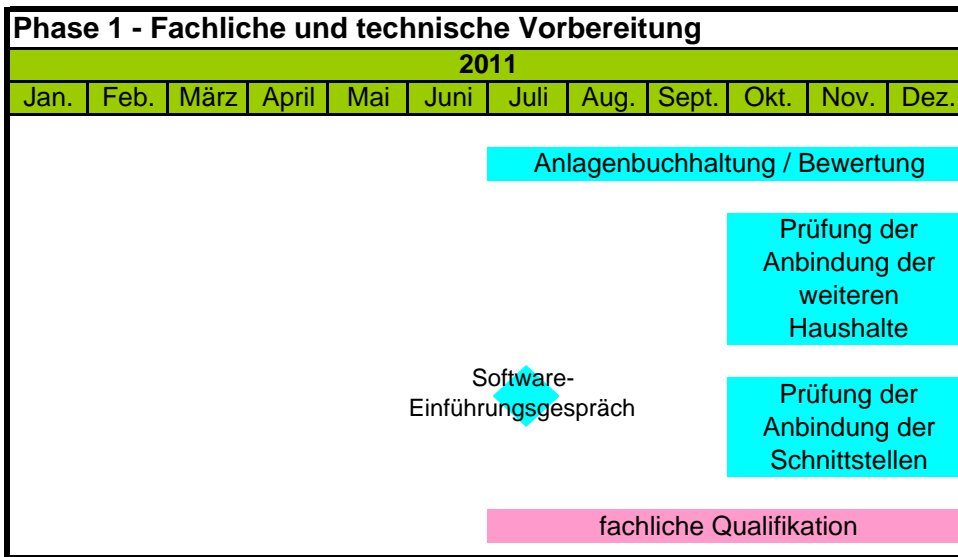 Phase 1 - Fachliche und technische Vorbereitung
2011
Jan. Feb. März April Mai Juni Juli Aug. Sept. Okt. Nov. Dez.
Anlagenbuchhaltung / Bewertung
Prüfung der
Anbindung der
weiteren
Haushalte
Software-
Einführungsgespräch
Prüfung der
Anbindung der
Schnittstellen
fachliche Qualifikation